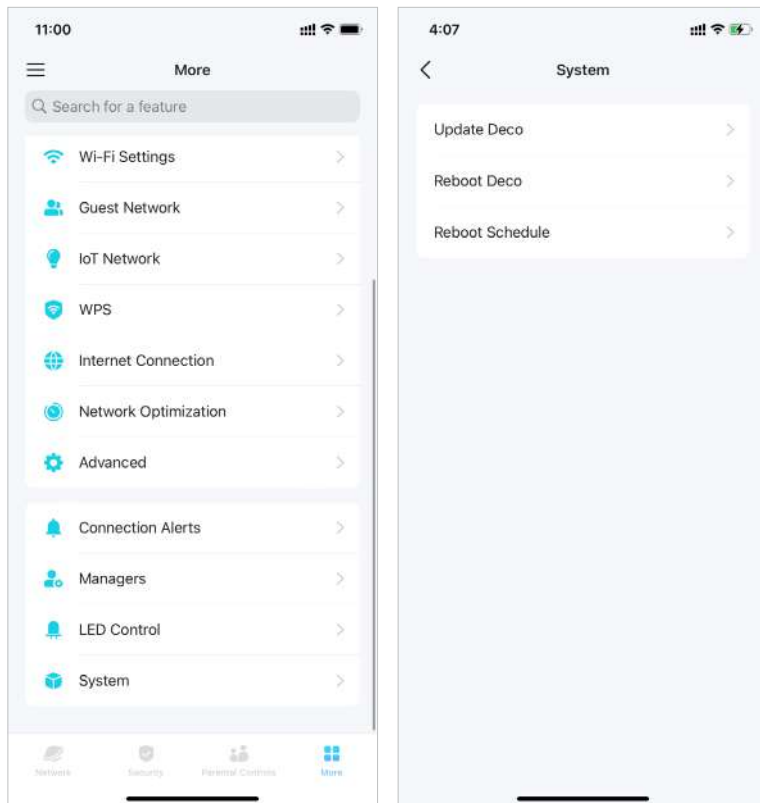 11:00
More
Search for a feature
Wi-Fi Settings
Guest Network
IoT Network
WPS
Internet Connection
Network Optimization
Advanced
Connection Alerts
Managers
LED Control
System
Network
Security
Parental Controls
More
4:07
System
Update Deco
Reboot Deco
Reboot Schedule